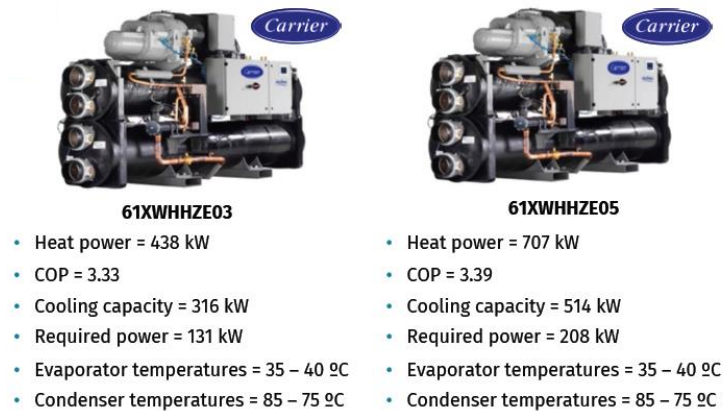 Carrier
Carrier
61XWHHZE03
• Heat power = 438 kW
• COP = 3.33
• Cooling capacity = 316 kW
• Required power = 131 kW
• Evaporator temperatures = 35 – 40 ºC
• Condenser temperatures = 85 – 75 ºC
61XWHHZE05
• Heat power = 707 kW
• COP = 3.39
• Cooling capacity = 514 kW
• Required power = 208 kW
• Evaporator temperatures = 35 – 40 ºC
• Condenser temperatures = 85 – 75 ºC